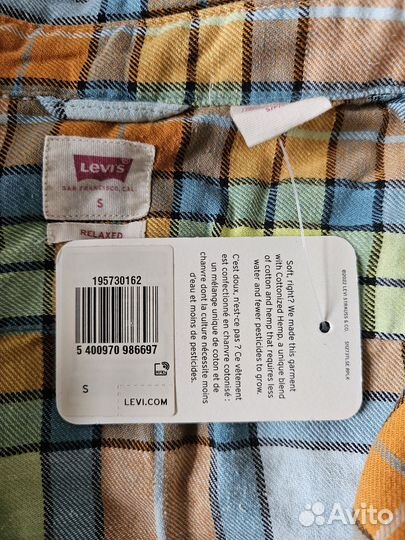 Levi's
SAN FRANCISCO, CAL.
S
RELAXED
195730162
5 400970 986697
S
LEVI.COM
Soft, right? We made this garment
with Cottonized Hemp, a unique blend
of cotton and hemp that requires less
water and fewer pesticides to grow.
C'est doux, n'est-ce pas ? Ce vêtement
est confectionné en chanvre cotonisé :
un mélange unique de coton et de
chanvre dont la culture nécessite moins
d'eau et moins de pesticides.
©2022 LEVI STRAUSS & CO.
Avito